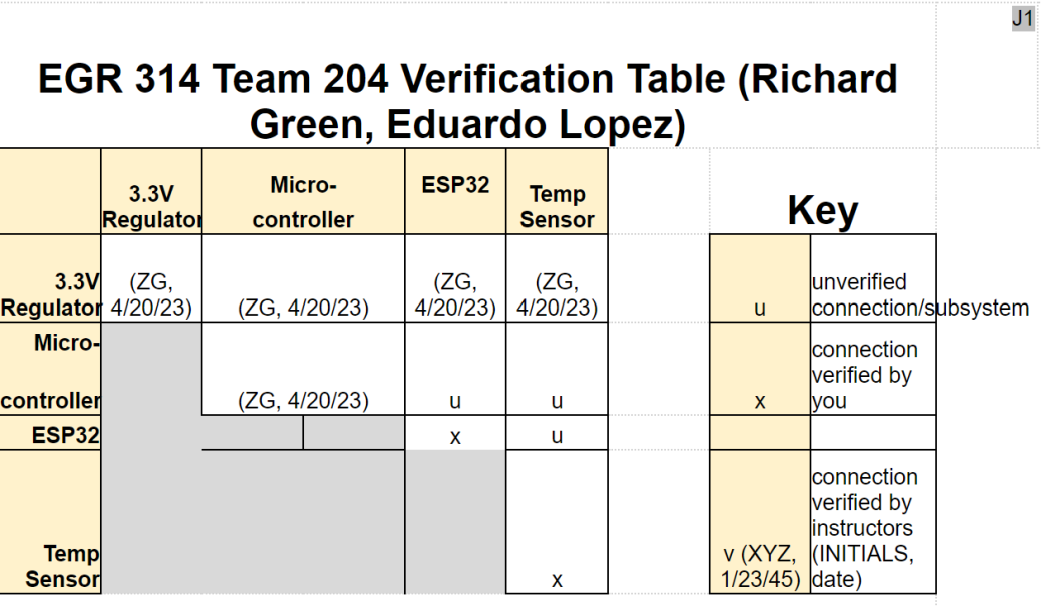 J1
EGR 314 Team 204 Verification Table (Richard
Green, Eduardo Lopez)
3.3V
Regulator
Micro-
controller
ESP32
Temp
Sensor
Key
3.3V
Regulator
(ZG,
4/20/23)
(ZG, 4/20/23)
(ZG,
4/20/23)
(ZG,
4/20/23)
u
unverified
connection/subsystem
Micro-
controller
(ZG, 4/20/23)
u
u
x
connection
verified by
you
ESP32
x
u
Temp
Sensor
x
v (XYZ,
1/23/45)
connection
verified by
instructors
(INITIALS,
date)